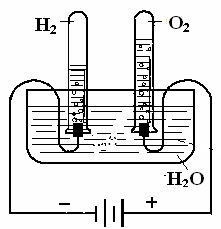 H₂
O₂
H₂O
− +